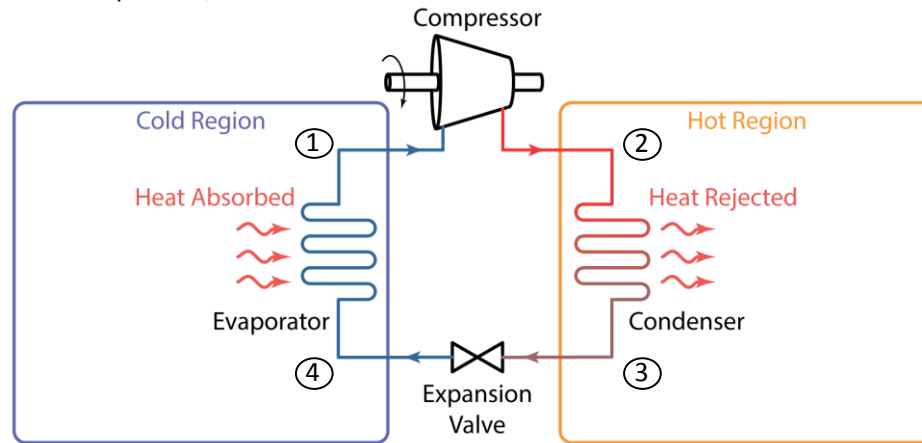 Compressor
Cold Region
Hot Region
1
2
Heat Absorbed
Heat Rejected
Evaporator
Condenser
4
3
Expansion
Valve